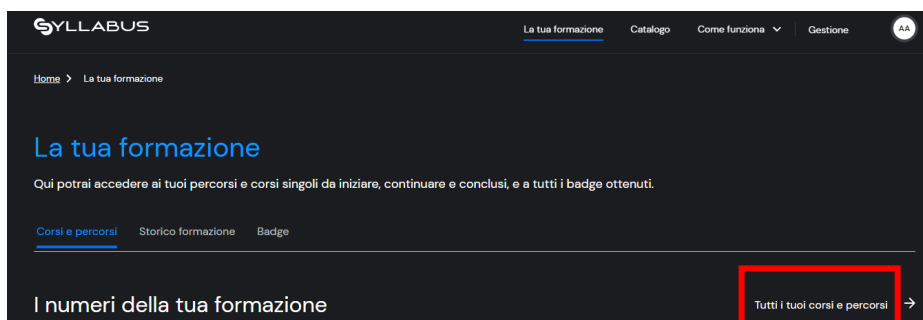 SYLLABUS
La tua formazione Catalogo Come funziona Gestione AA
Home > La tua formazione
La tua formazione
Qui potrai accedere ai tuoi percorsi e corsi singoli da iniziare, continuare e conclusi, e a tutti i badge ottenuti.
Corsi e percorsi Storico formazione Badge
I numeri della tua formazione Tutti i tuoi corsi e percorsi →